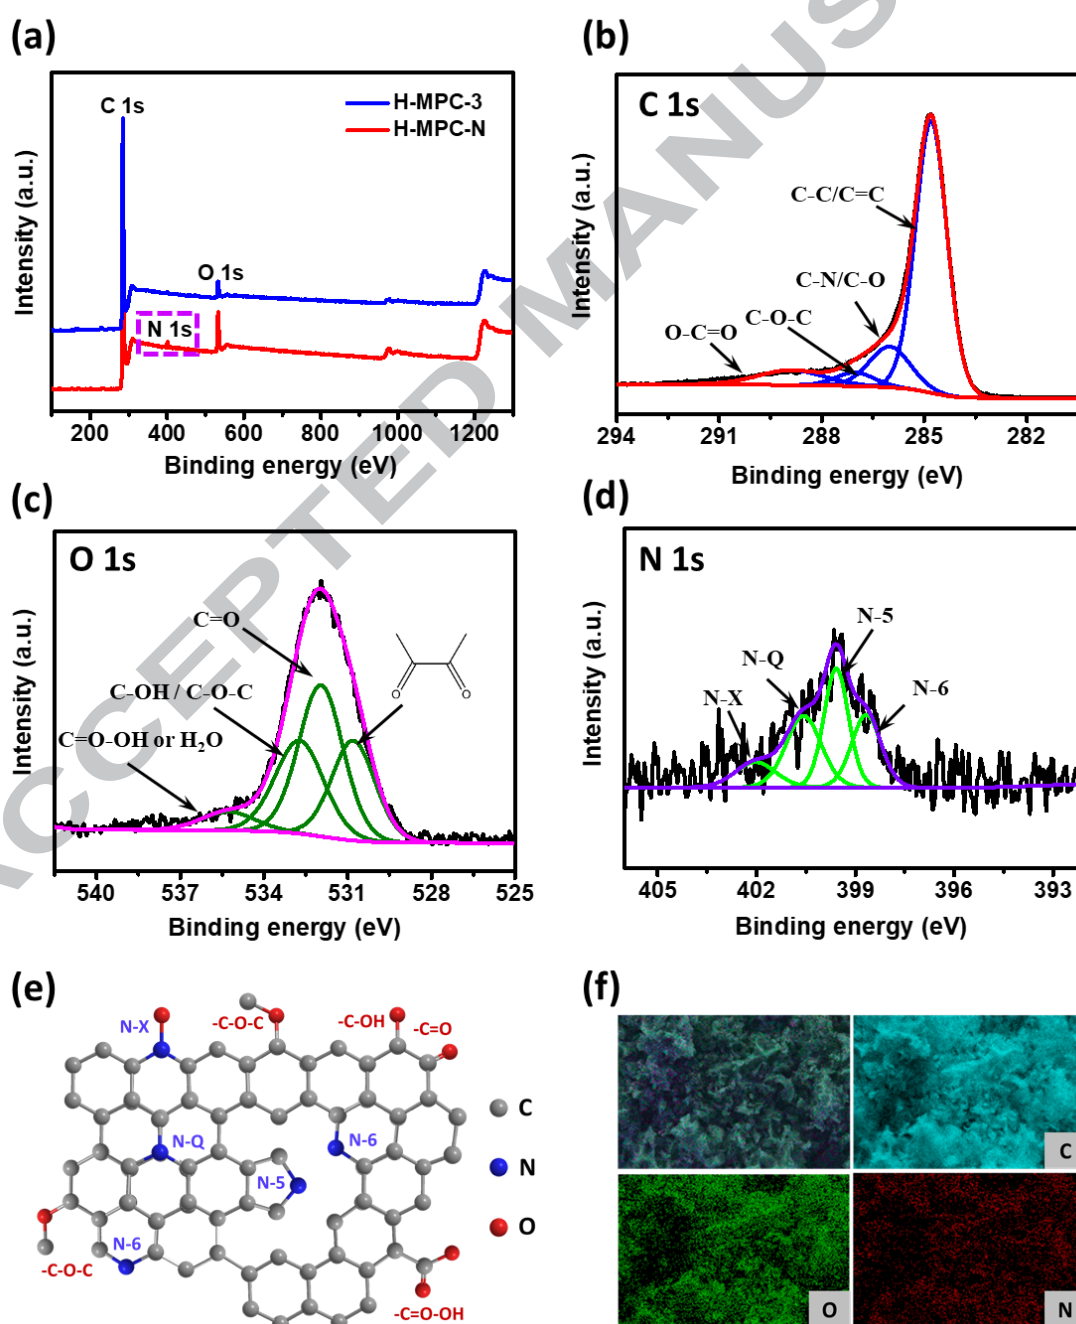 ACCEPTED MANUS
(a)
C 1s
H-MPC-3
H-MPC-N
O 1s
N 1s
Intensity (a.u.)
200 400 600 800 1000 1200
Binding energy (eV)
(b)
C 1s
C-C/C=C
C-N/C-O
C-O-C
O-C=O
Intensity (a.u.)
294 291 288 285 282
Binding energy (eV)
(c)
O 1s
C=O
C-OH / C-O-C
C=O-OH or H₂O
O O
Intensity (a.u.)
540 537 534 531 528 525
Binding energy (eV)
(d)
N 1s
N-5
N-Q
N-X
N-6
Intensity (a.u.)
405 402 399 396 393
Binding energy (eV)
(e)
N-X
-C-O-C
-C-OH
-C=O
N-Q
N-6
N-5
N-6
-C-O-C
-C=O-OH
C
N
O
(f)
C
O
N